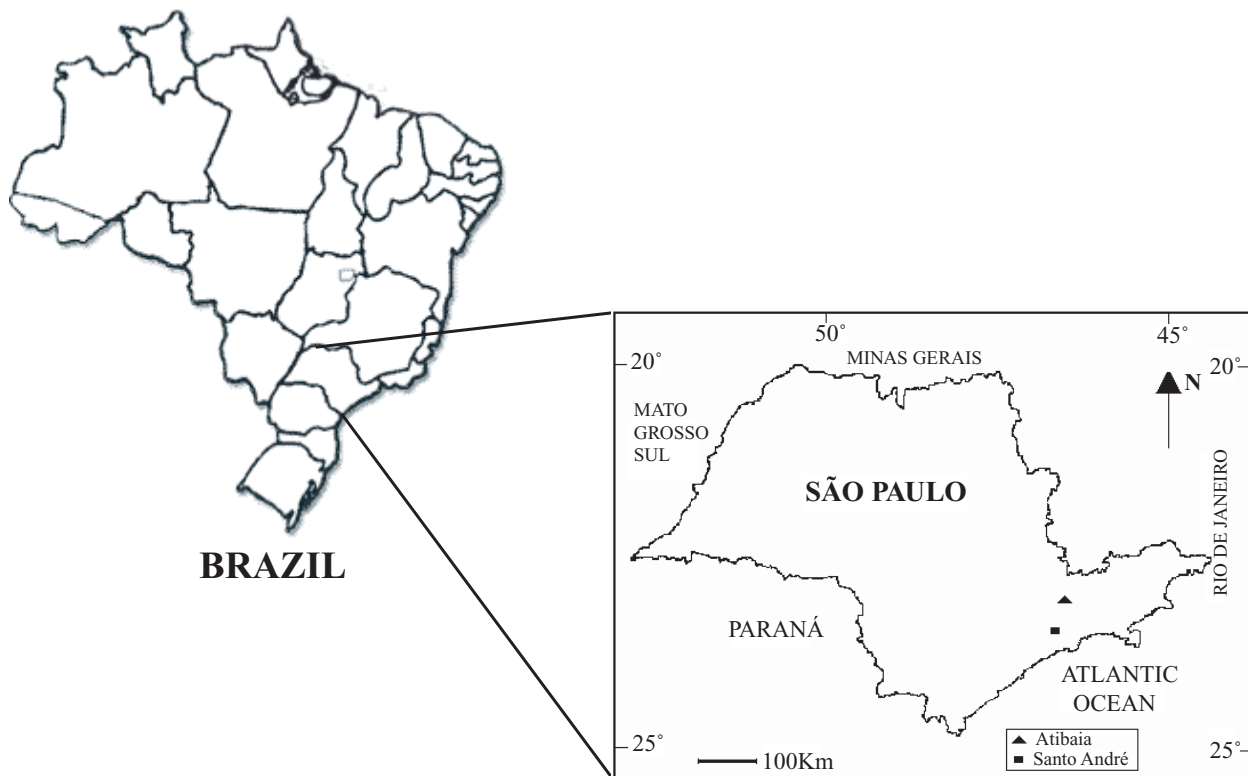 BRAZIL
50°
45°
20°
20°
MINAS GERAIS
N
MATO
GROSSO
SUL
SÃO PAULO
RIO DE JANEIRO
PARANÁ
ATLANTIC
OCEAN
Atibaia
Santo André
25°
25°
100Km